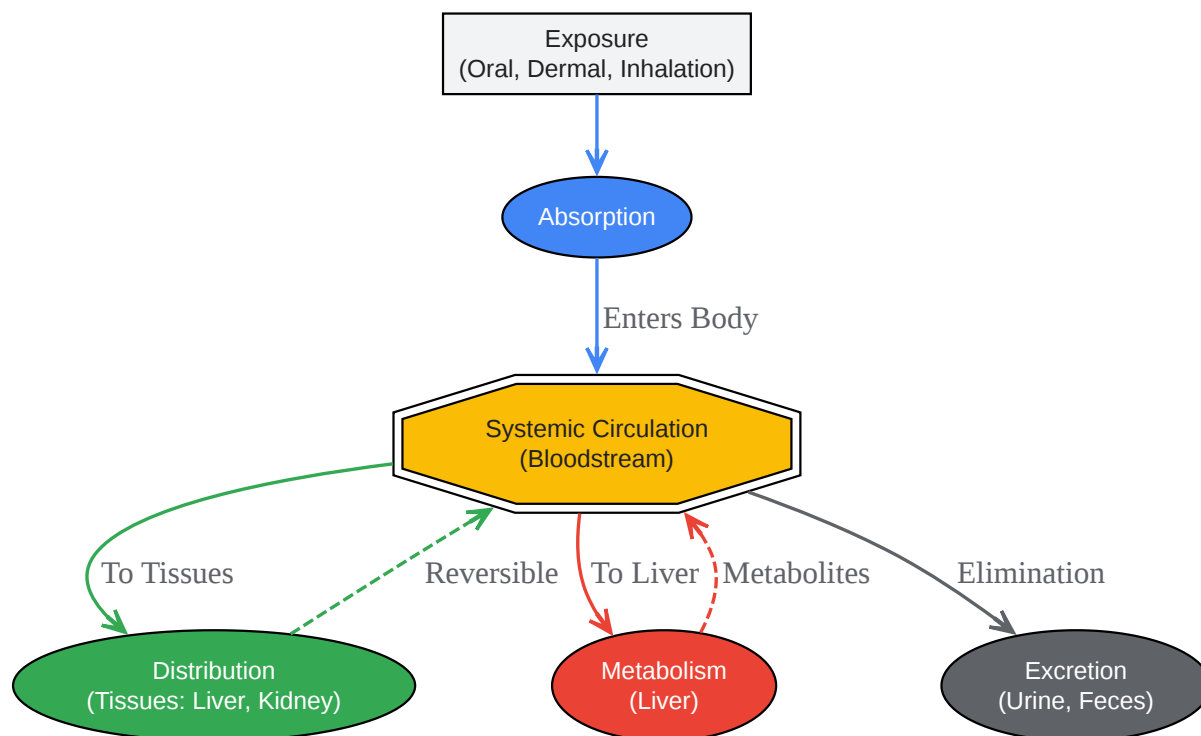 Exposure
(Oral, Dermal, Inhalation)
Absorption
Enters Body
Systemic Circulation
(Bloodstream)
To Tissues
Reversible
To Liver
Metabolites
Elimination
Distribution
(Tissues: Liver, Kidney)
Metabolism
(Liver)
Excretion
(Urine, Feces)